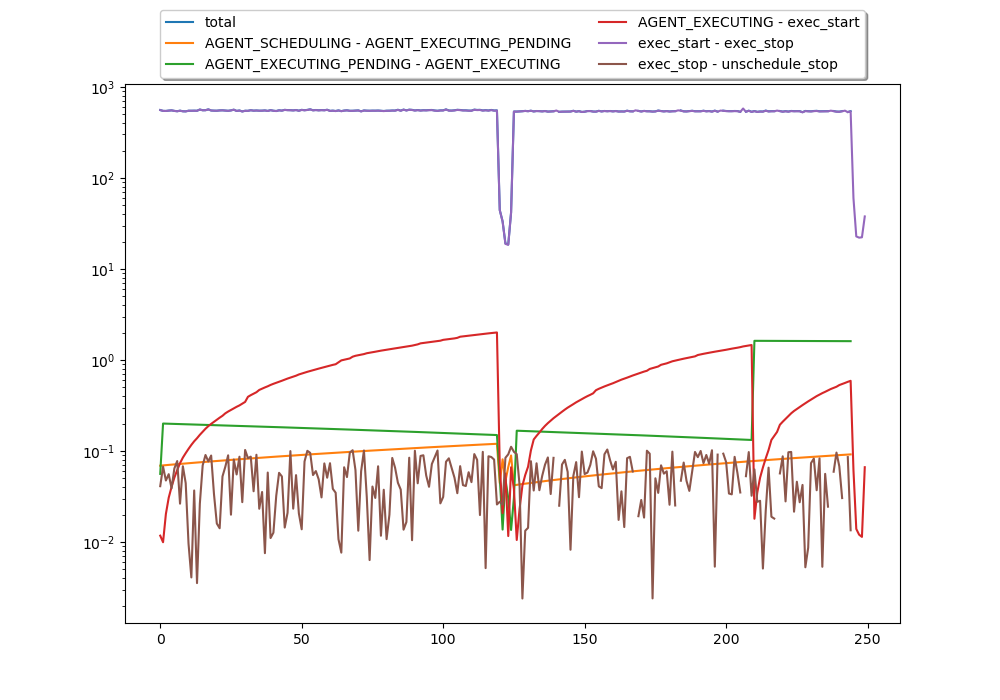 total
AGENT_SCHEDULING - AGENT_EXECUTING_PENDING
AGENT_EXECUTING_PENDING - AGENT_EXECUTING
AGENT_EXECUTING - exec_start
exec_start - exec_stop
exec_stop - unschedule_stop
10³
10²
10¹
10⁰
10⁻¹
10⁻²
0 50 100 150 200 250